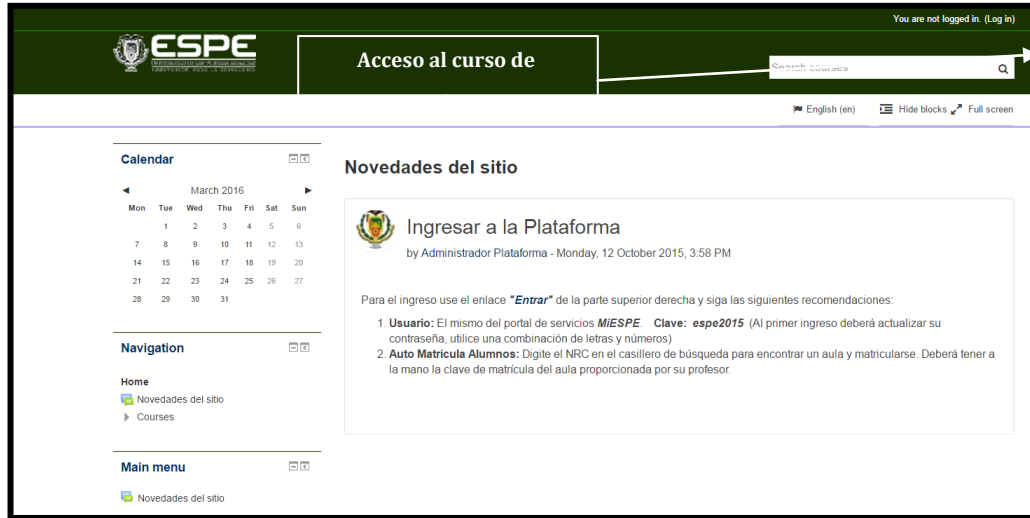 You are not logged in. (Log in)
ESPE
Acceso al curso de
Search courses
English (en) Hide blocks Full screen
Calendar
March 2016
Mon Tue Wed Thu Fri Sat Sun
1 2 3 4 5 6
7 8 9 10 11 12 13
14 15 16 17 18 19 20
21 22 23 24 25 26 27
28 29 30 31
Navigation
Home
Novedades del sitio
Courses
Main menu
Novedades del sitio
Novedades del sitio
Ingresar a la Plataforma
by Administrador Plataforma - Monday, 12 October 2015, 3:58 PM
Para el ingreso use el enlace "Entrar" de la parte superior derecha y siga las siguientes recomendaciones:
1. Usuario: El mismo del portal de servicios MiESPE. Clave: espe2015 (Al primer ingreso deberá actualizar su
contraseña, utilice una combinación de letras y números)
2. Auto Matricula Alumnos: Digite el NRC en el casillero de búsqueda para encontrar un aula y matricularse. Deberá tener a
la mano la clave de matrícula del aula proporcionada por su profesor.